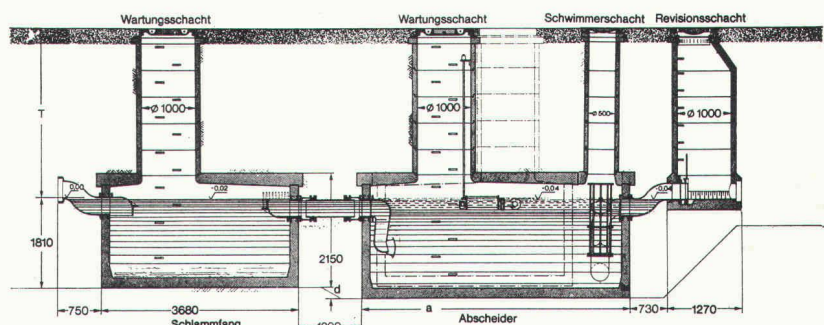 Wartungsschacht Wartungsschacht Schwimmerschacht Revisionsschacht
T
Ø 1000 Ø 1000 Ø 500 Ø 1000
0,00 -0,02 -0,04 -0,04
1810
2150
d
750 3680 a 730 1270
Schlammfang Abscheider